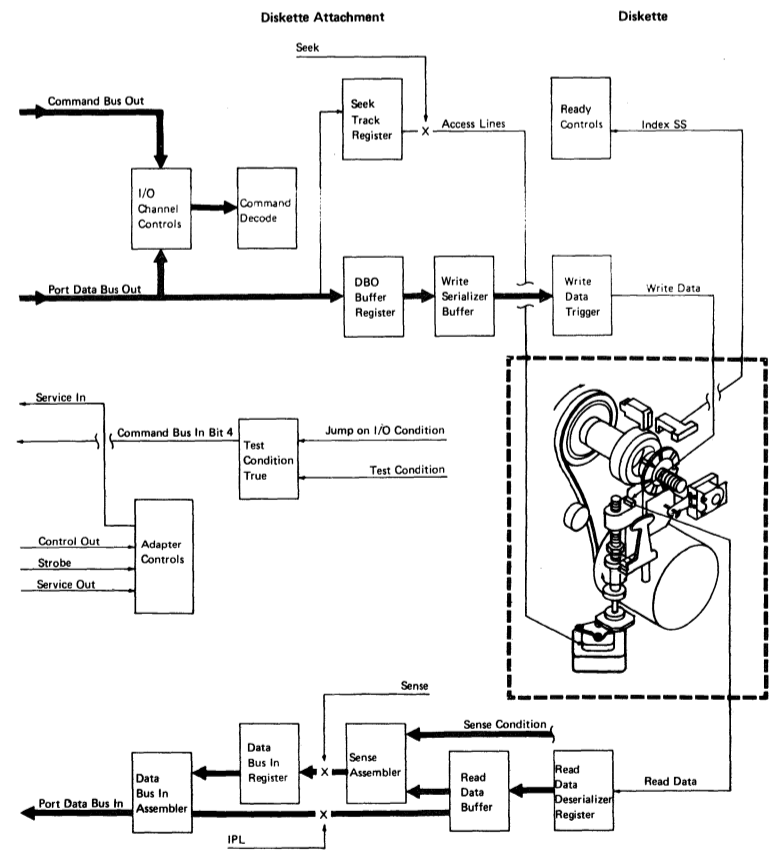 Diskette Attachment
Diskette
Seek
Command Bus Out
Seek
Track
Register
Access Lines
Ready
Controls
Index SS
I/O
Channel
Controls
Command
Decode
X
Port Data Bus Out
DBO
Buffer
Register
Write
Serializer
Buffer
Write
Data
Trigger
Write Data
Service In
Command Bus In Bit 4
Test
Condition
True
Jump on I/O Condition
Test Condition
Control Out
Strobe
Service Out
Adapter
Controls
Sense
Sense Condition
Data
Bus In
Register
X
Sense
Assembler
Data
Bus In
Assembler
Read
Data
Buffer
Read
Data
Deserializer
Register
Read Data
Port Data Bus In
X
IPL